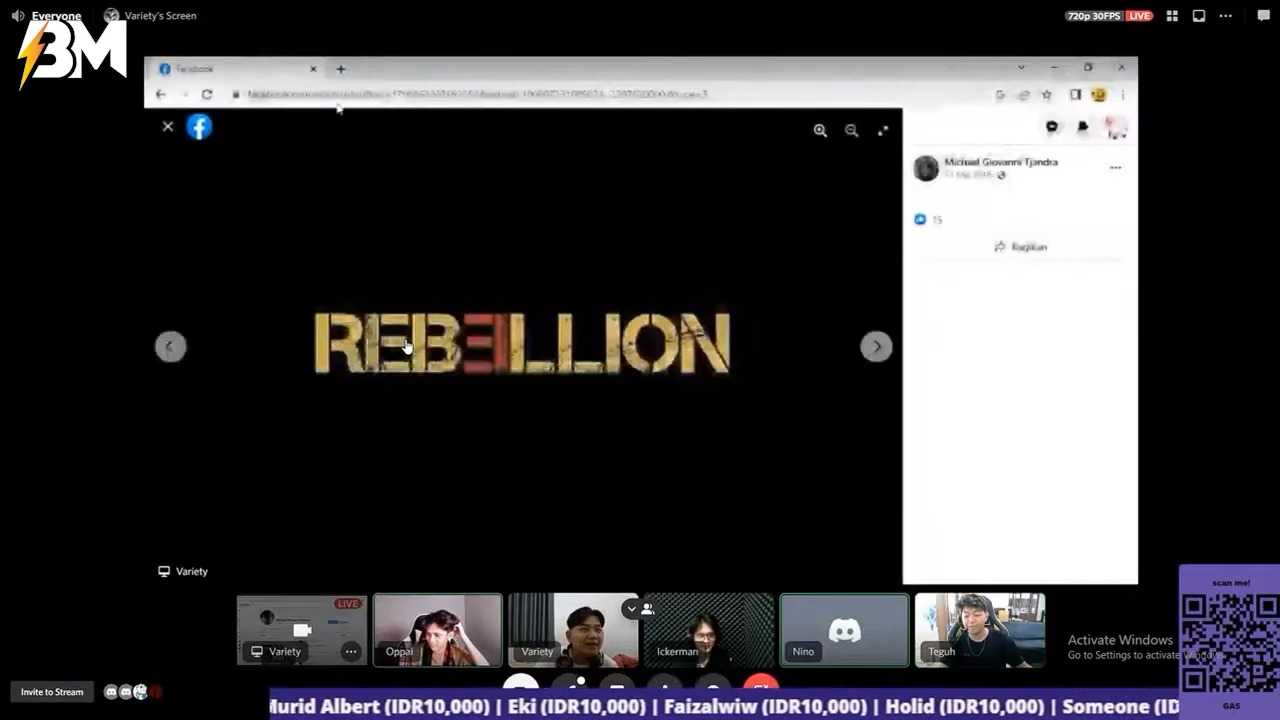 Everyone
Variety's Screen
720p 30FPS
LIVE
BM
Facebook
Michael Giovanni Tjandra
15
Bagikan
REBELLION
Variety
LIVE
Variety
Oppai
Variety
Ickerman
Nino
Teguh
scan me!
Activate Windows
Go to Settings to activate Windows.
Invite to Stream
Murid Albert (IDR10,000) | Eki (IDR10,000) | Faizalwiw (IDR10,000) | Holid (IDR10,000) | Someone (ID
GAS